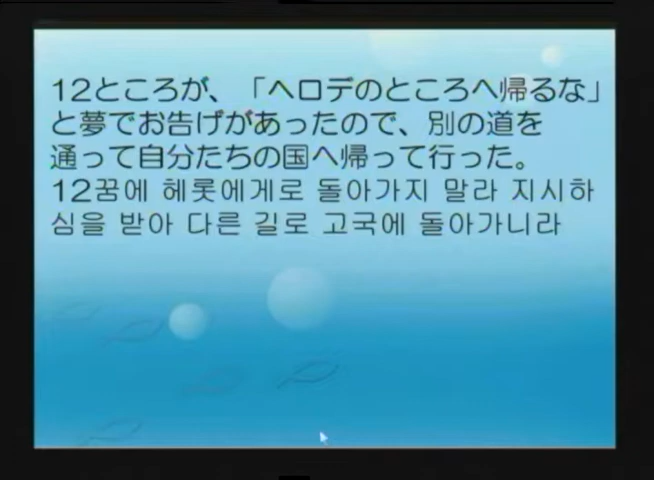 12ところが、「ヘロデのところへ帰るな」
と夢でお告げがあったので、別の道を
通って自分たちの国へ帰って行った。
12꿈에 헤롯에게로 돌아가지 말라 지시하
심을 받아 다른 길로 고국에 돌아가니라